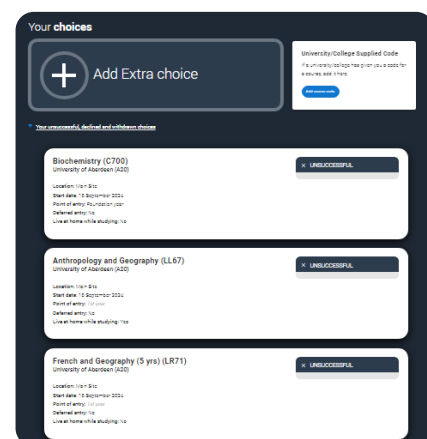 Your choices
Add Extra choice
University/College Supplied Code
If a university/college has given you a code for
a course, add it here.
Add course code
Your unsuccessful, declined and withdrawn choices
Biochemistry (C700)
University of Aberdeen (A20)
× UNSUCCESSFUL
Location: Main Site
Start date: 15 September 2024
Point of entry: Foundation year
Deferred entry: No
Live at home while studying: No
Anthropology and Geography (LL67)
University of Aberdeen (A20)
× UNSUCCESSFUL
Location: Main Site
Start date: 15 September 2024
Point of entry: 1st year
Deferred entry: No
Live at home while studying: Yes
French and Geography (5 yrs) (LR71)
University of Aberdeen (A20)
× UNSUCCESSFUL
Location: Main Site
Start date: 15 September 2024
Point of entry: 1st year
Deferred entry: No
Live at home while studying: No